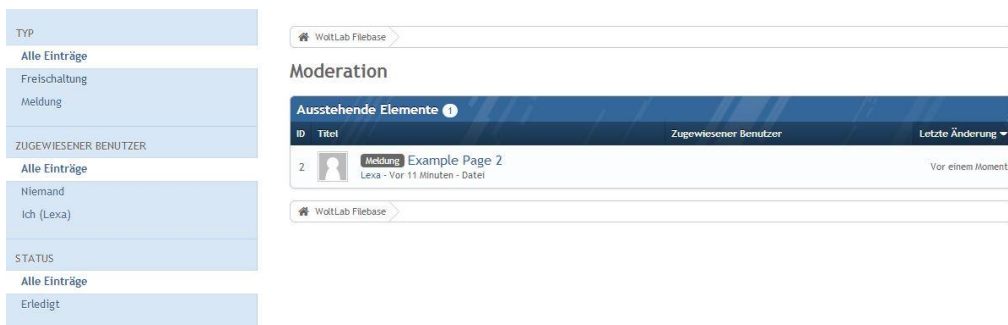 TYP
Alle Einträge
Freischaltung
Meldung
ZUGEWIESENER BENUTZER
Alle Einträge
Niemand
Ich (Lexa)
STATUS
Alle Einträge
Erledigt
WoltLab Filebase
Moderation
Ausstehende Elemente 1
ID Titel Zugewiesener Benutzer Letzte Änderung
2 Meldung Example Page 2 Vor einem Moment
Lexa - Vor 11 Minuten - Datei
WoltLab Filebase